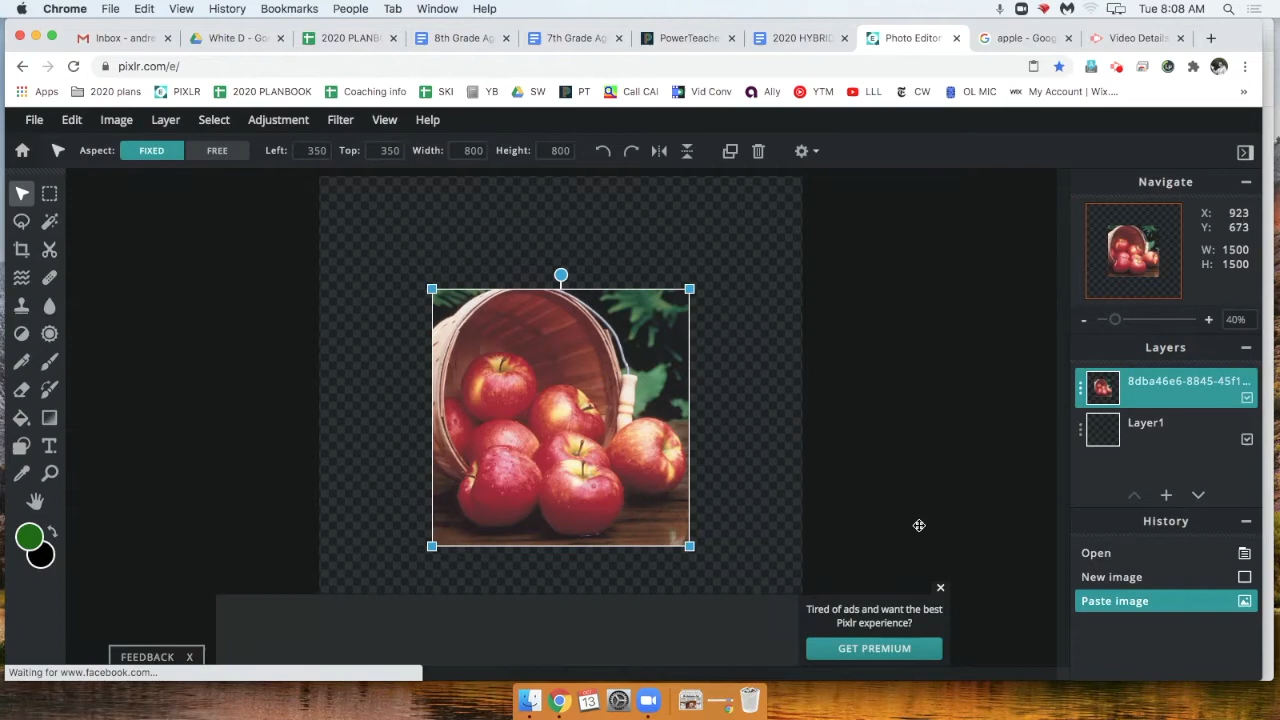 Chrome File Edit View History Bookmarks People Tab Window Help Tue 8:08 AM
Inbox - andre White D - Goo 2020 PLANBO 8th Grade Ag 7th Grade Ag PowerTeache 2020 HYBRID Photo Editor apple - Goog Video Details
pixlr.com/e/
Apps 2020 plans PIXLR 2020 PLANBOOK Coaching info SKI YB SW PT Call CAI Vid Conv Ally YTM LLL CW OL MIC WIX My Account | Wix.... »
File Edit Image Layer Select Adjustment Filter View Help
Aspect: FIXED FREE Left: 350 Top: 350 Width: 800 Height: 800
Navigate
X: 923
Y: 673
W: 1500
H: 1500
- + 40%
Layers
8dba46e6-8845-45f1...
Layer1
History
Open
New image
Paste image
Tired of ads and want the best
Pixlr experience?
GET PREMIUM
FEEDBACK X
Waiting for www.facebook.com...
OCT
13